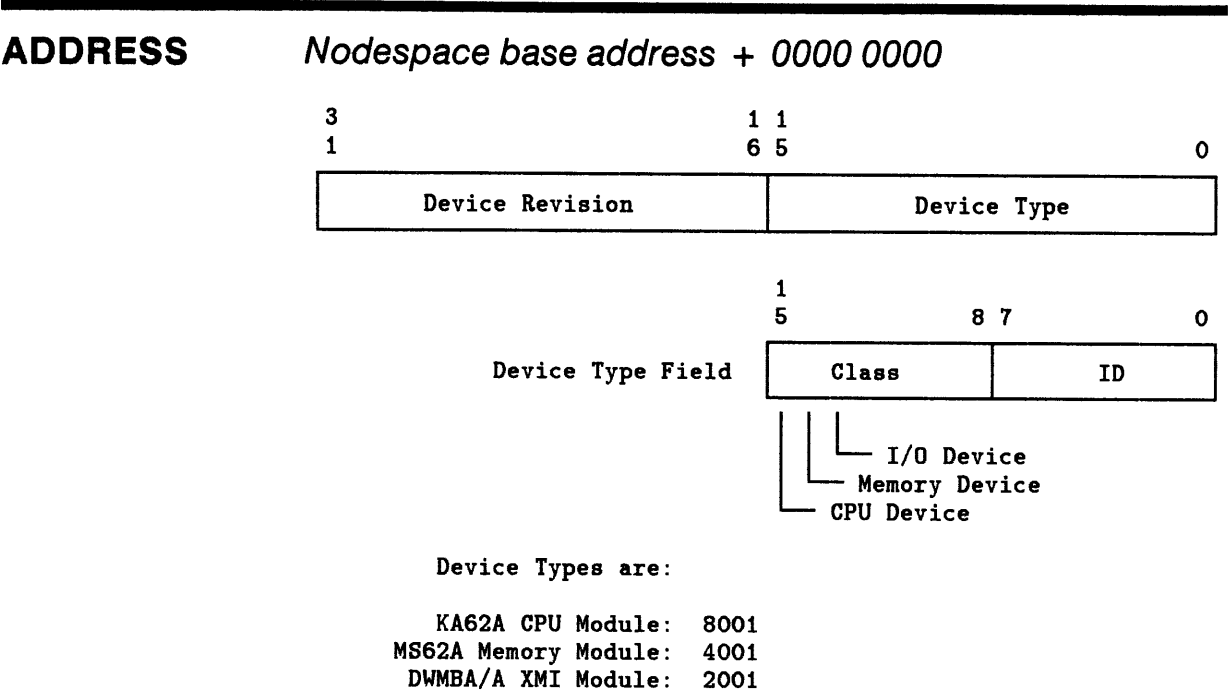 ADDRESS Nodespace base address + 0000 0000
3 1 1
1 6 5 0
Device Revision Device Type
1
5 8 7 0
Device Type Field Class ID
I/O Device
Memory Device
CPU Device
Device Types are:
KA62A CPU Module: 8001
MS62A Memory Module: 4001
DWMBA/A XMI Module: 2001